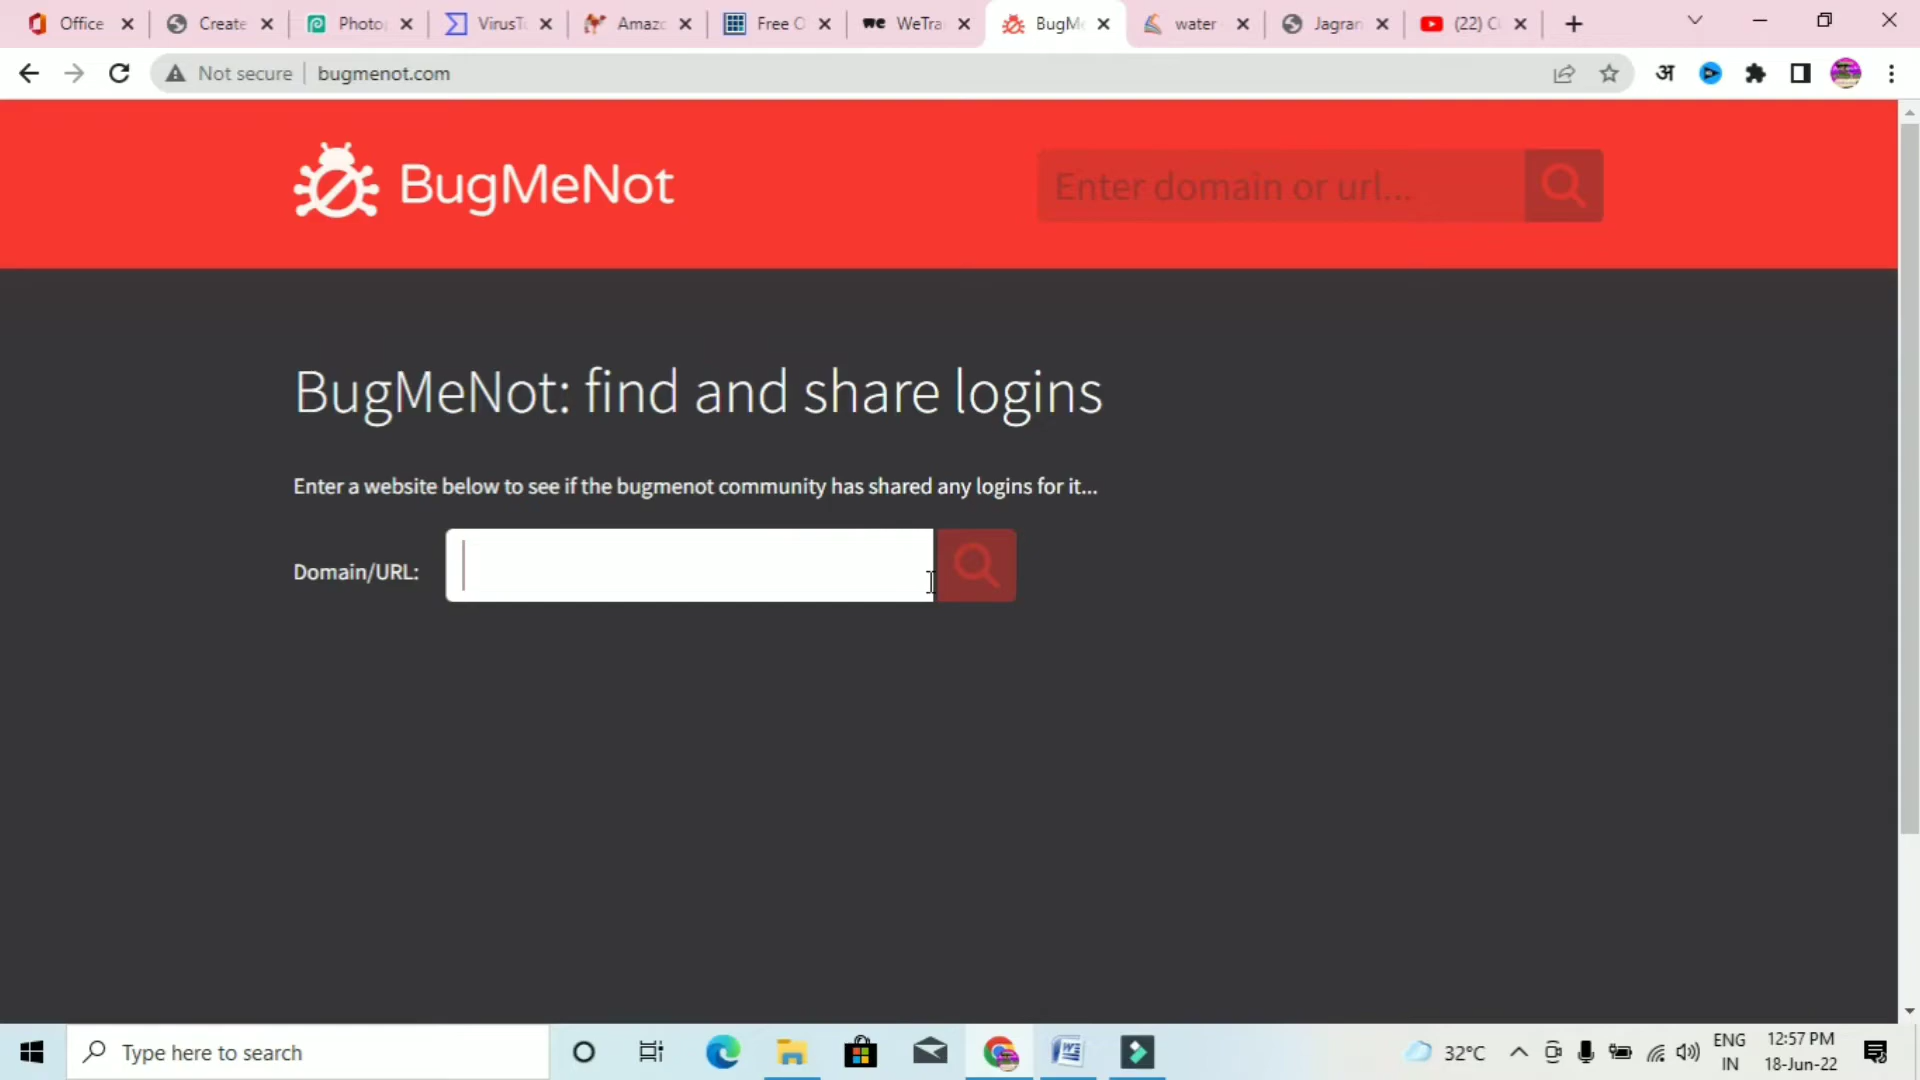 Office
Create
Photo
VirusT
Amaz
Free
WeTra
BugM
water
Jagran
(22)
Not secure
bugmenot.com
अ
BugMeNot
Enter domain or url...
BugMeNot: find and share logins
Enter a website below to see if the bugmenot community has shared any logins for it...
Domain/URL:
Type here to search
32°C
ENG
IN
12:57 PM
18-Jun-22